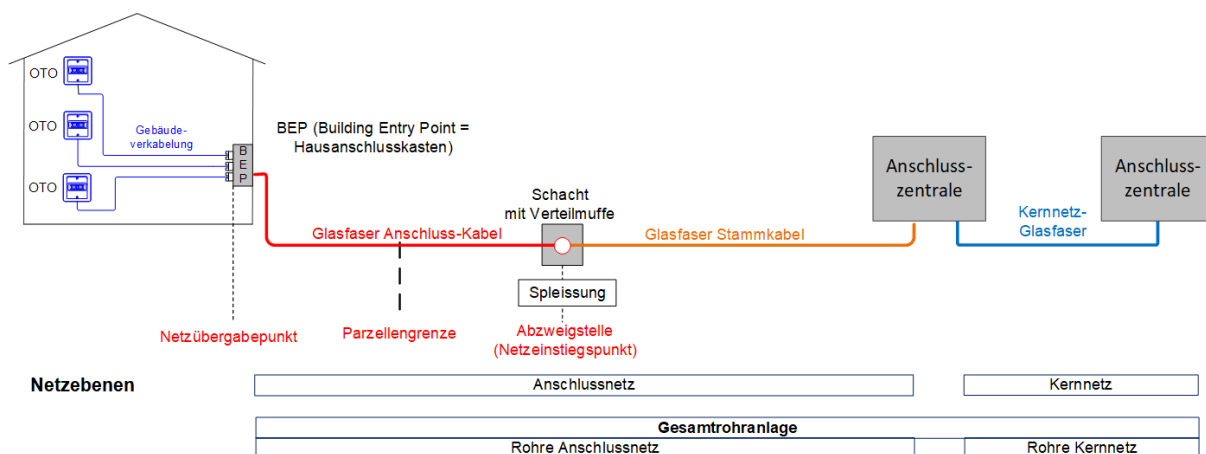 OTO
OTO
OTO
Gebäude-
verkabelung
B
E
P
BEP (Building Entry Point =
Hausanschlusskasten)
Glasfaser Anschluss-Kabel
Schacht
mit Verteilmuffe
Glasfaser Stammkabel
Anschluss-
zentrale
Kernnetz-
Glasfaser
Anschluss-
zentrale
Spleissung
Netzübergabepunkt
Parzellengrenze
Abzweigstelle
(Netzeinstiegspunkt)
Netzebenen
Anschlussnetz
Kernnetz
Gesamtrohranlage
Rohre Anschlussnetz
Rohre Kernnetz